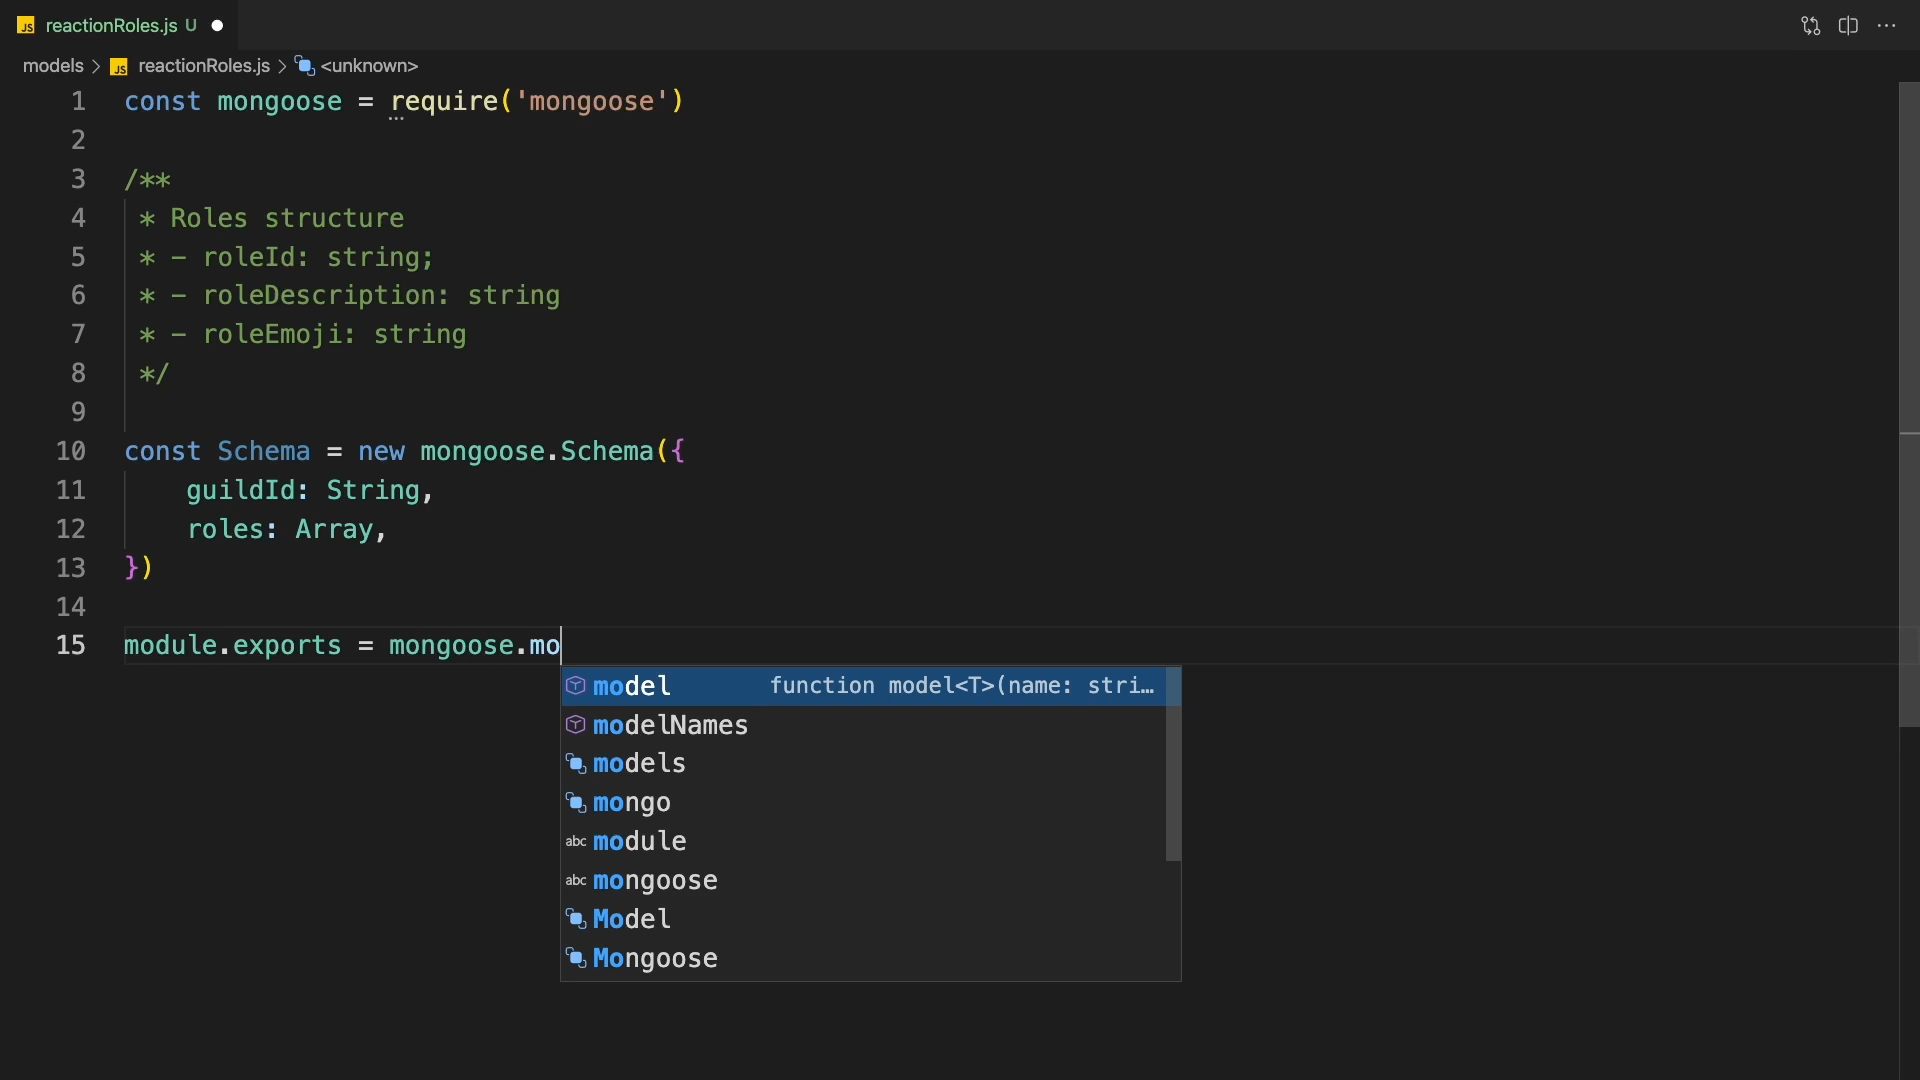 JS reactionRoles.js U
models > JS reactionRoles.js > <unknown>
1 const mongoose = require('mongoose')
2
3 /**
4 * Roles structure
5 * - roleId: string;
6 * - roleDescription: string
7 * - roleEmoji: string
8 */
9
10 const Schema = new mongoose.Schema({
11 guildId: String,
12 roles: Array,
13 })
14
15 module.exports = mongoose.mo
model function model<T>(name: stri…
modelNames
models
mongo
abc module
abc mongoose
Model
Mongoose